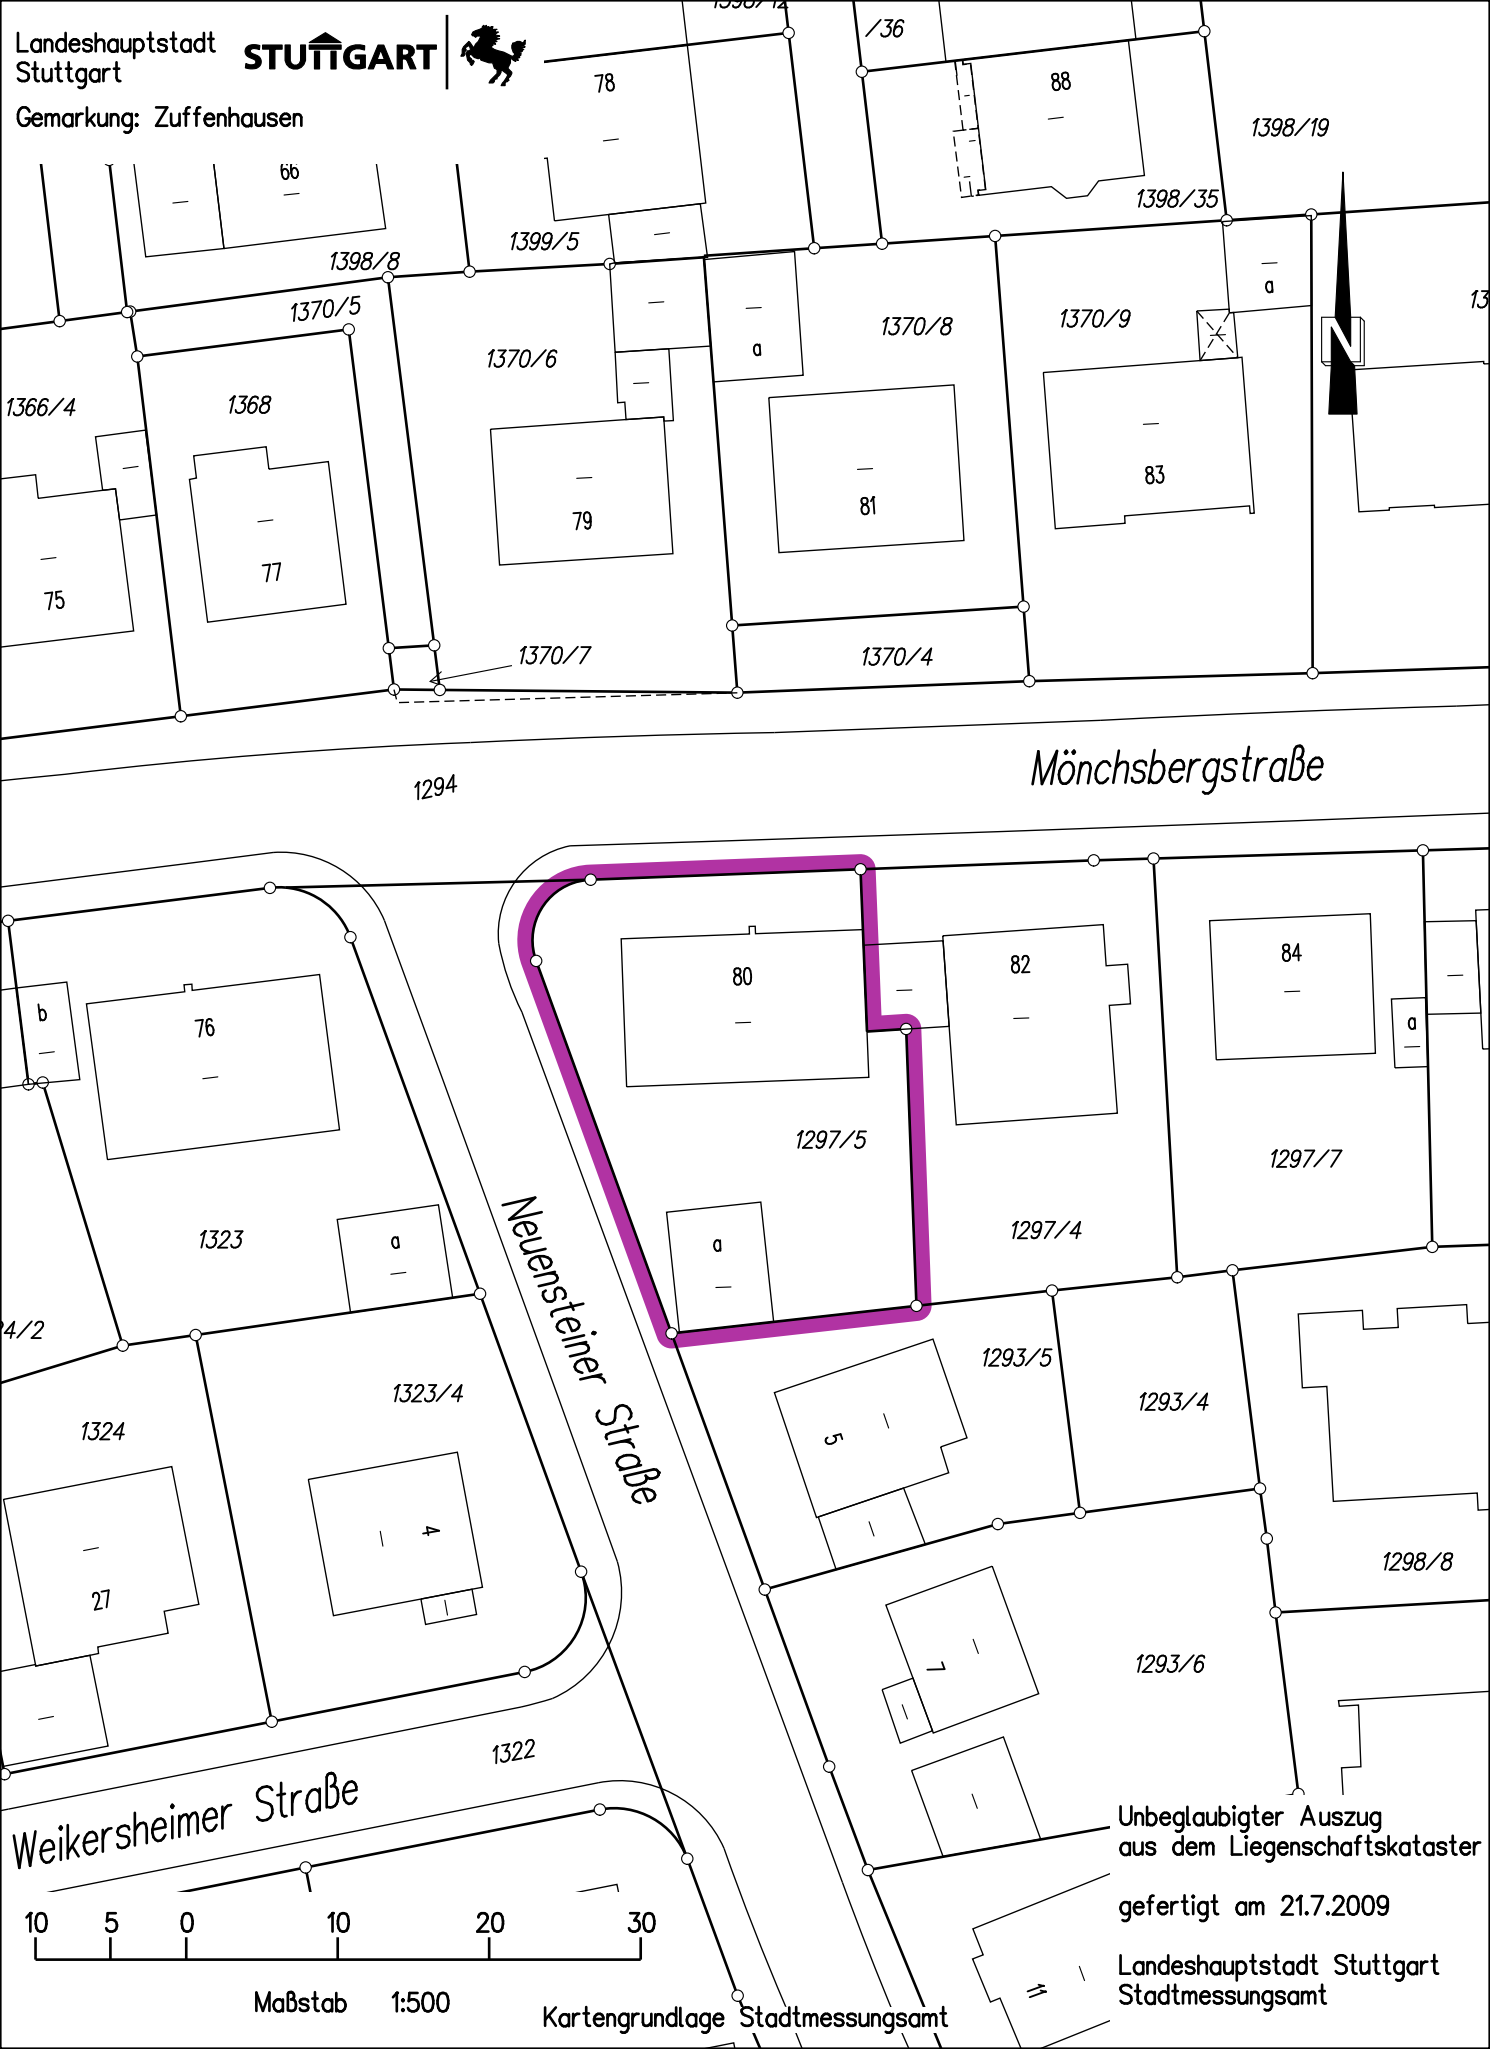 Landeshauptstadt
Stuttgart
STUTTGART
Gemarkung: Zuffenhausen
/36
78
88
1398/19
66
1398/35
1399/5
1398/8
1370/5
a
1370/8
1370/9
1370/6
a
N
1366/4
1368
79
81
83
75
77
1370/7
1370/4
Mönchsbergstraße
1294
80
82
84
b
76
a
1297/5
1297/7
1323
a
a
1297/4
Neuensteiner Straße
4/2
1293/5
1323/4
1293/4
1324
5
4
27
1298/8
7
1293/6
1322
Weikersheimer Straße
Unbeglaubigter Auszug
aus dem Liegenschaftskataster
gefertigt am 21.7.2009
Landeshauptstadt Stuttgart
Stadtmessungsamt
11
10 5 0 10 20 30
Maßstab 1:500
Kartengrundlage Stadtmessungsamt